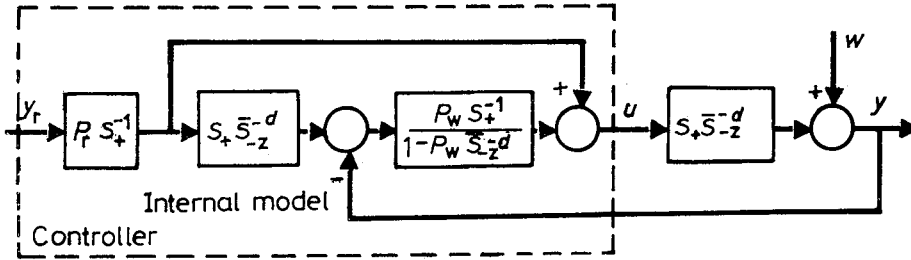 w
+
y_r
P_r S_+^{-1}
S_+ S̄_- z^{-d}
P_w S_+^{-1}
1-P_w S̄_- z^{-d}
+
u
S_+ S̄_- z^{-d}
+
y
-
Internal model
Controller